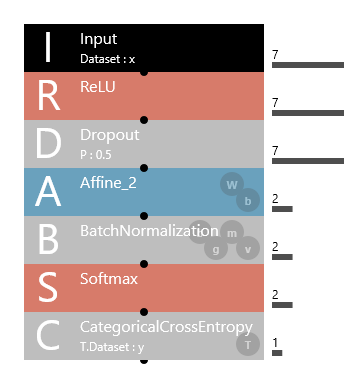 I Input 7
Dataset : x
R ReLU 7
D Dropout 7
P : 0.5
A Affine_2 W b 2
B BatchNormalization m g v 2
S Softmax 2
C CategoricalCrossEntropy 1
T.Dataset : y T